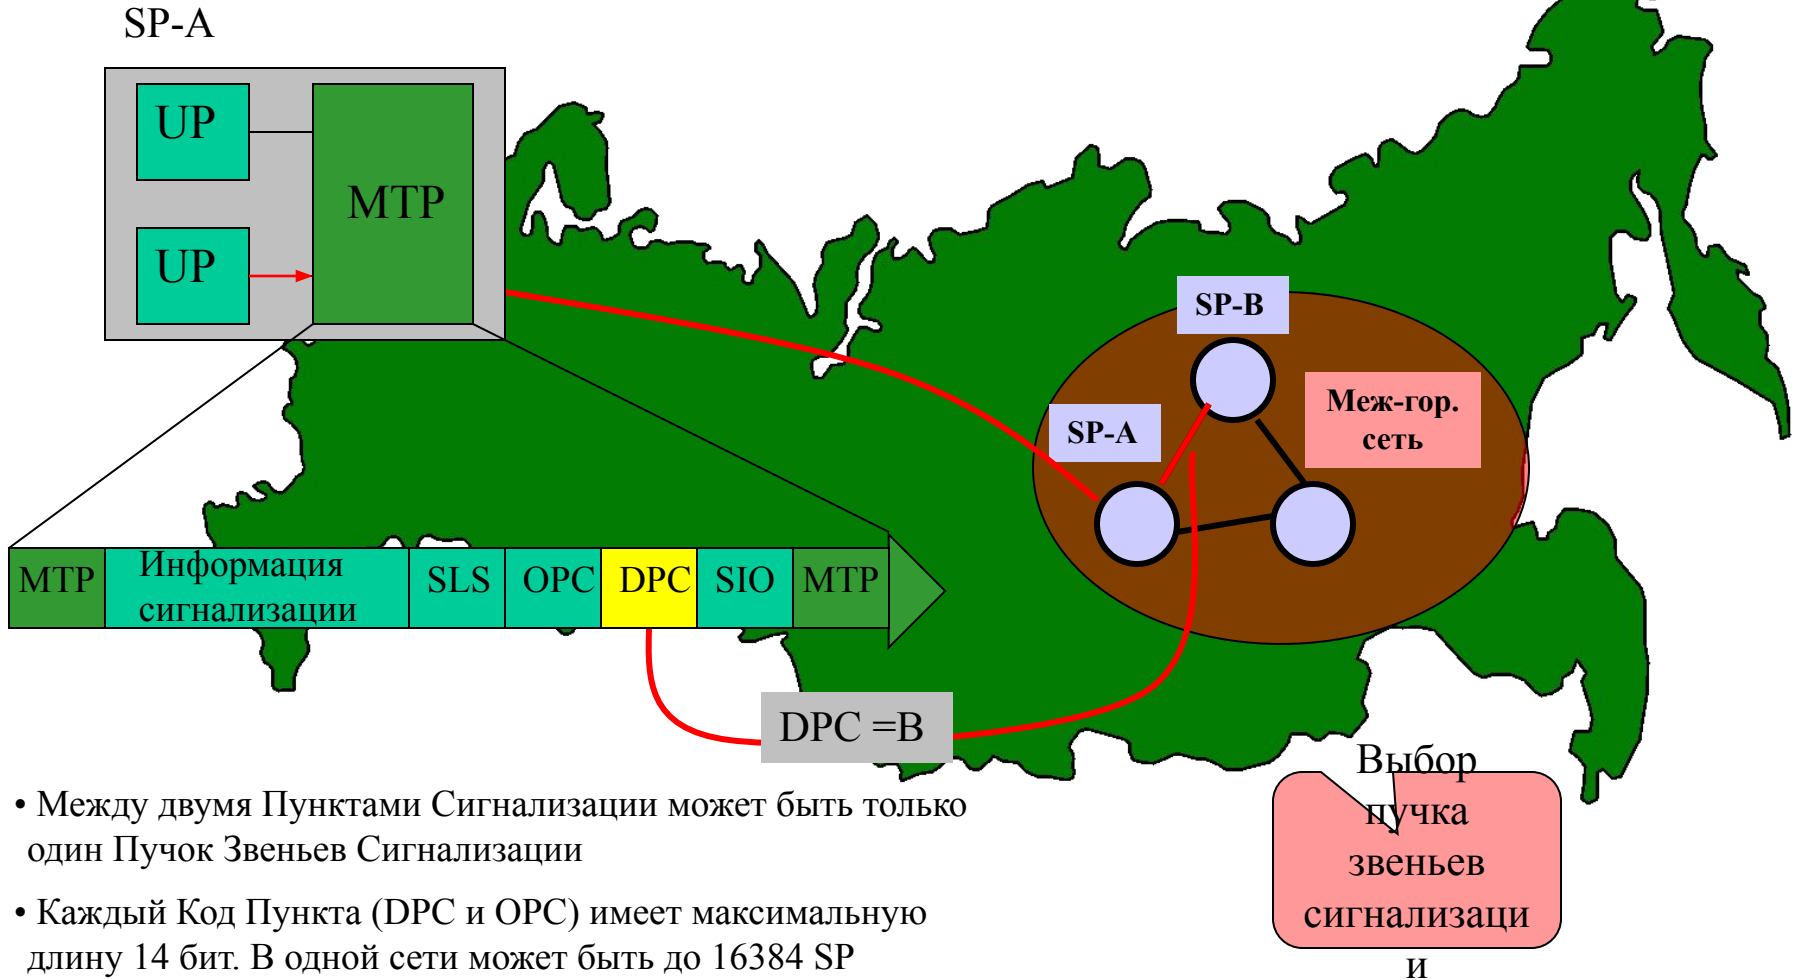 SP-A
UP
MTP
UP
SP-B
Меж-гор.
сеть
SP-A
MTP
Информация
сигнализации
SLS
OPC
DPC
SIO
MTP
DPC =B
Выбор
пучка
звеньев
сигнализаци
и
• Между двумя Пунктами Сигнализации может быть только
один Пучок Звеньев Сигнализации
• Каждый Код Пункта (DPC и OPC) имеет максимальную
длину 14 бит. В одной сети может быть до 16384 SP